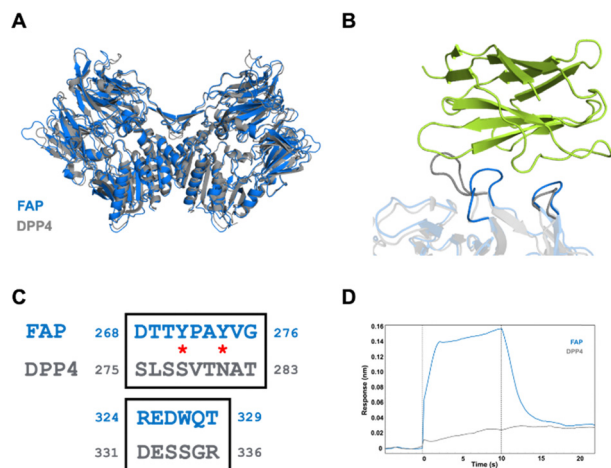 A
B
FAP
DPP4
C
FAP 268 DTTYPAYVG 276
* *
DPP4 275 SLSSVTNAT 283
324 REDWQT 329
331 DESSGR 336
D
FAP
DPP4
Response (nm)
0.16
0.14
0.12
0.10
0.08
0.06
0.04
0.02
0
0 5 10 15 20
Time (s)